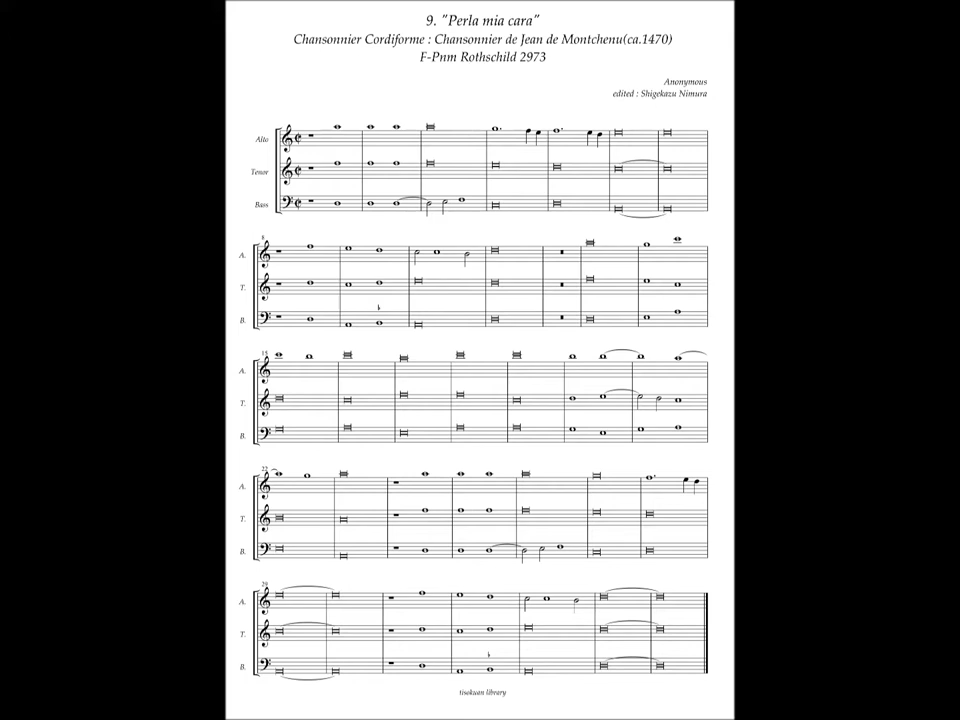 9. "Perla mia cara"
Chansonnier Cordiforme : Chansonnier de Jean de Montchenu(ca.1470)
F-Pnm Rothschild 2973
Anonymous
edited : Shigekazu Nimura
Alto
Tenor
Bass
8
A.
T.
B.
15
A.
T.
B.
22
A.
T.
B.
29
A.
T.
B.
tisokuan library